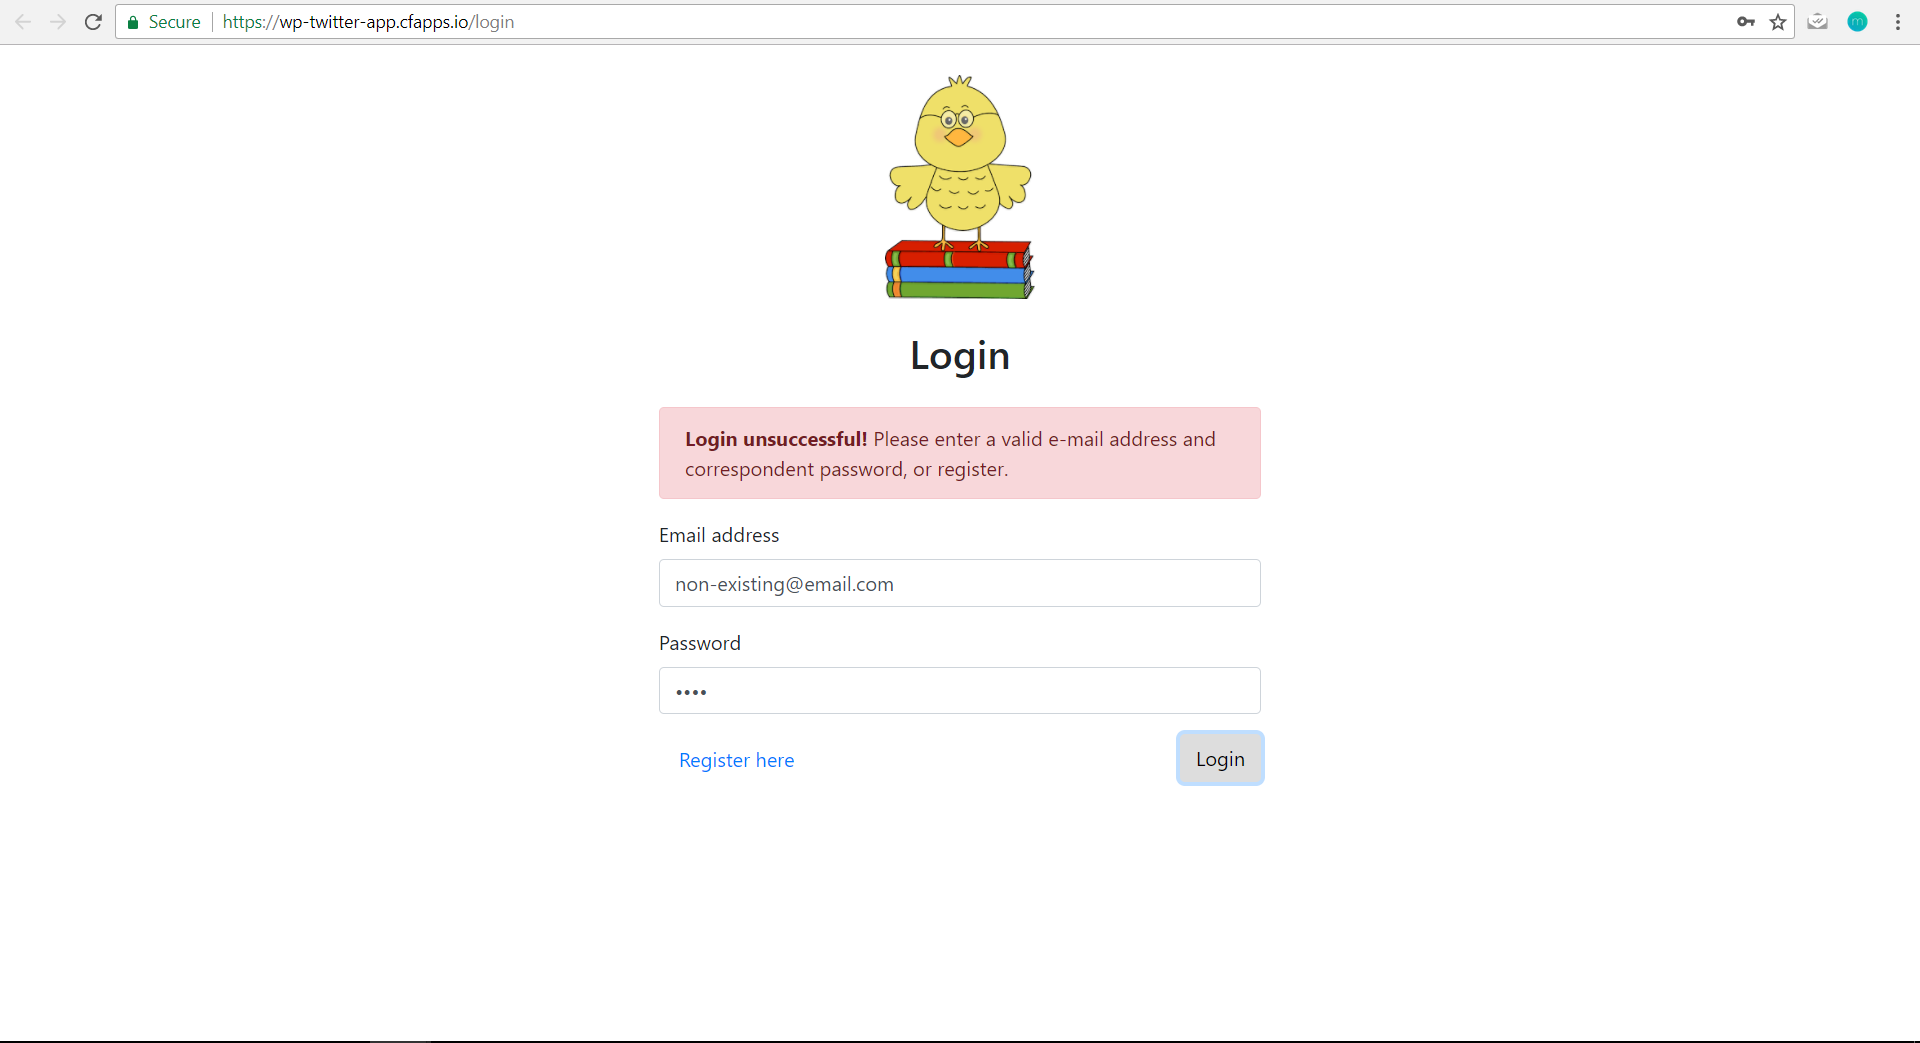 Secure https://wp-twitter-app.cfapps.io/login
m
Login
Login unsuccessful! Please enter a valid e-mail address and
correspondent password, or register.
Email address
non-existing@email.com
Password
••••
Register here
Login